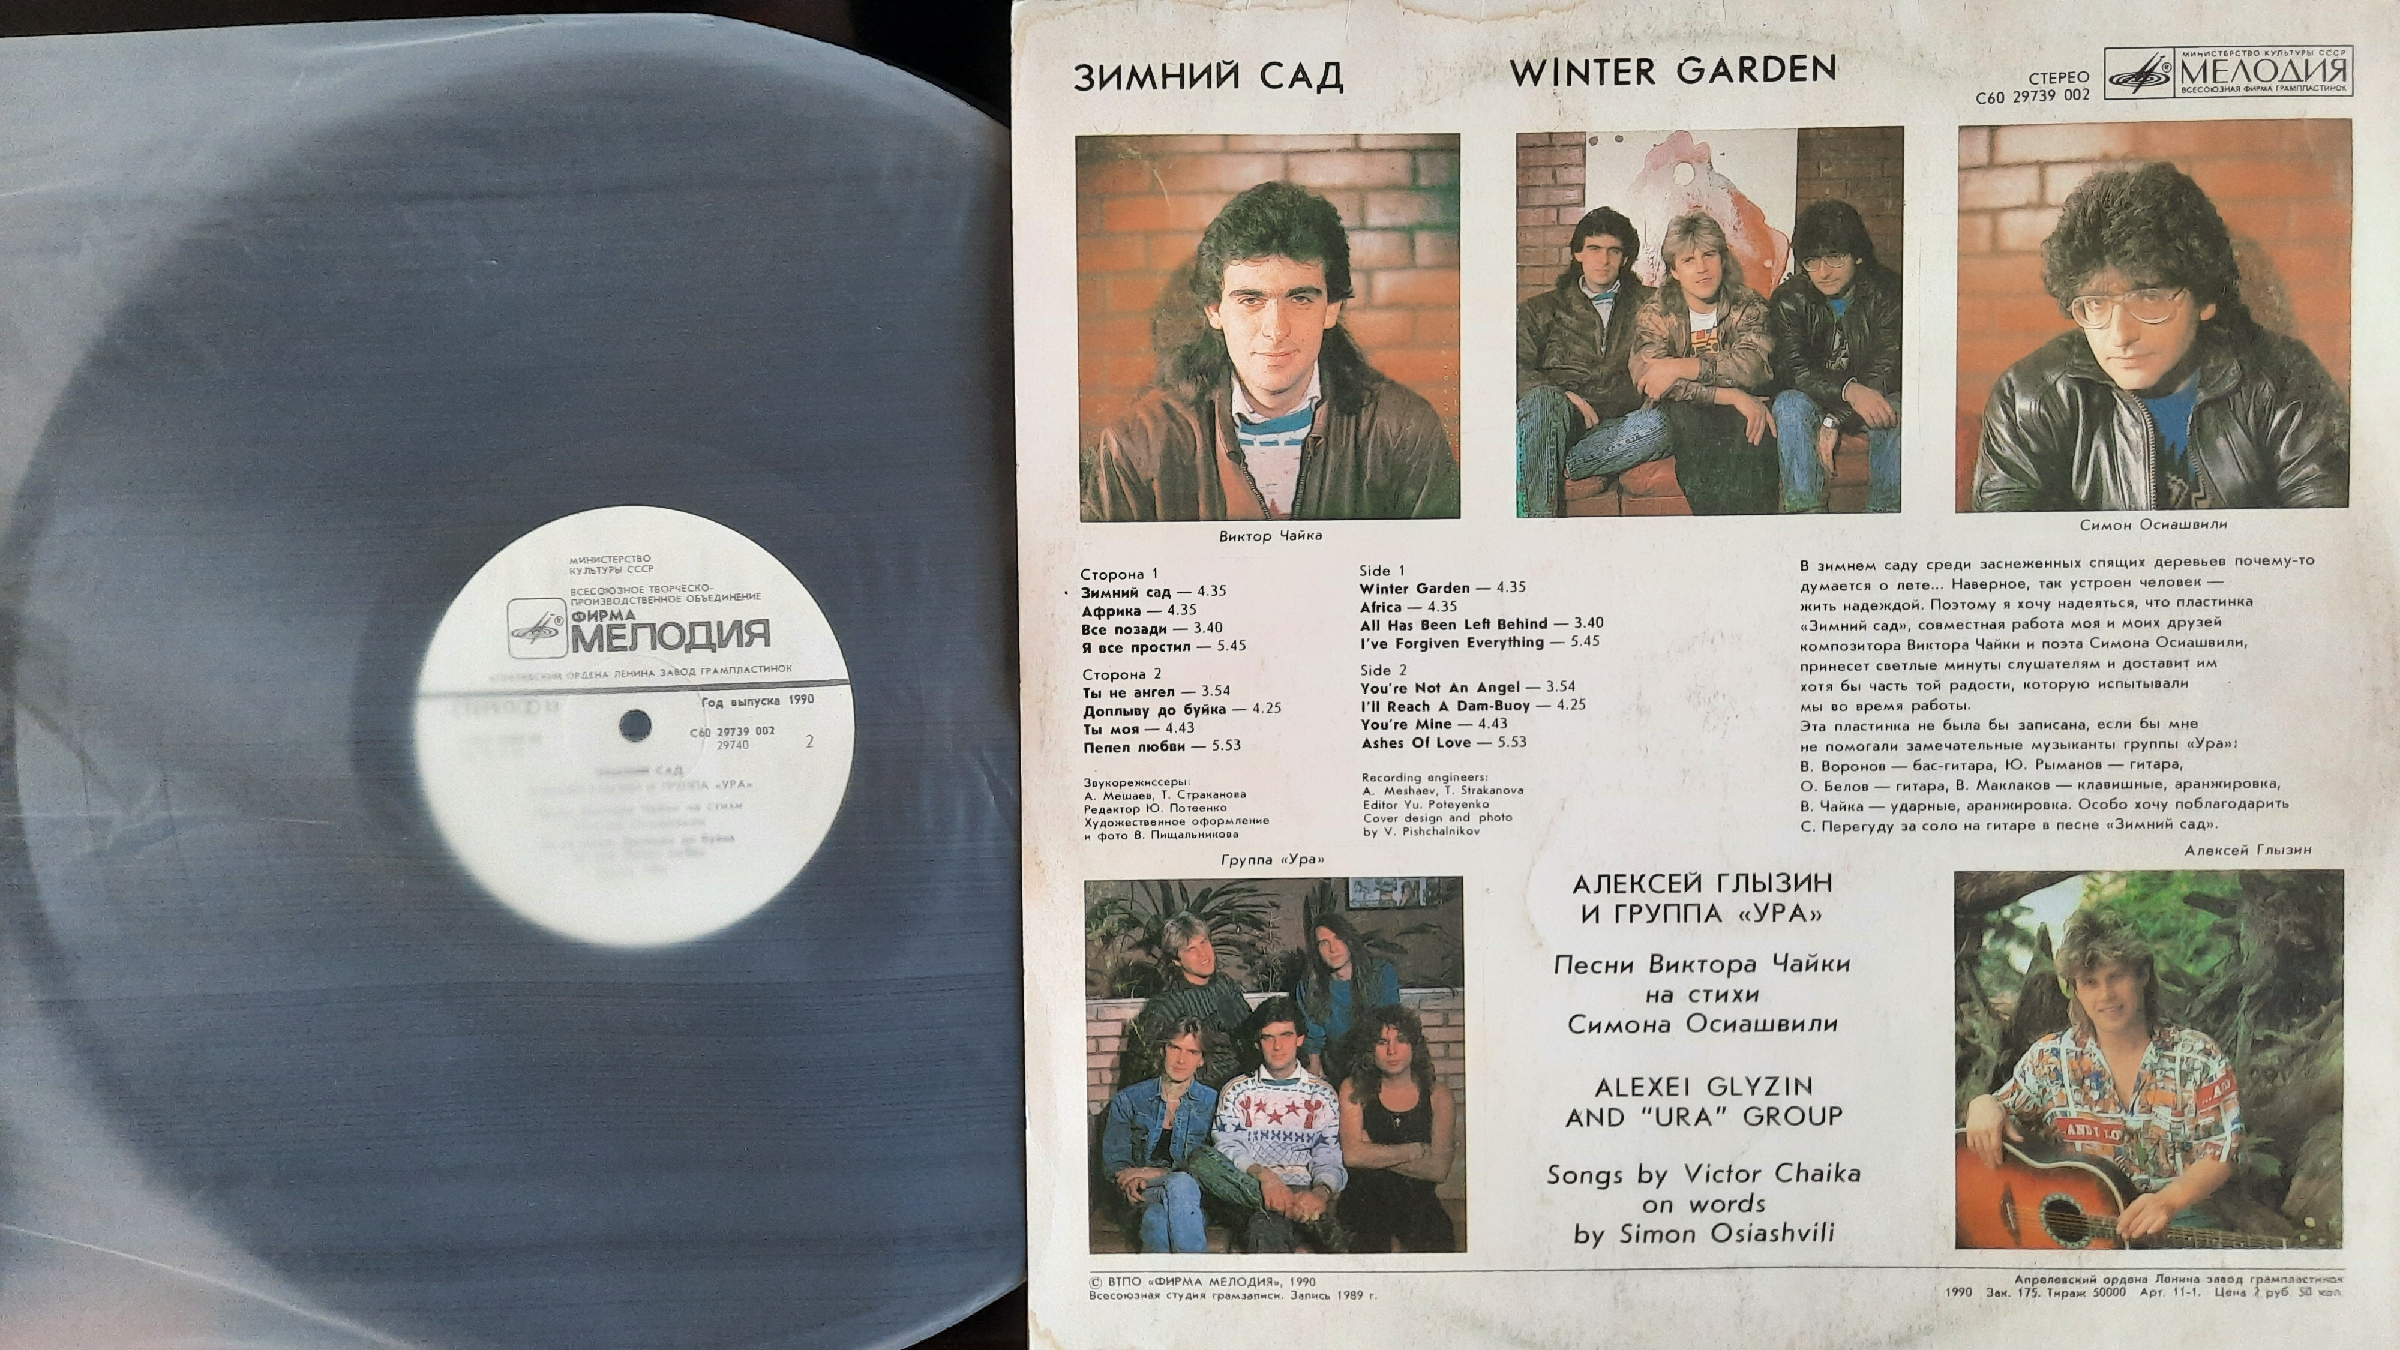 МИНИСТЕРСТВО
КУЛЬТУРЫ СССР
ВСЕСОЮЗНОЕ ТВОРЧЕСКО-
ПРОИЗВОДСТВЕННОЕ ОБЪЕДИНЕНИЕ
ФИРМА
МЕЛОДИЯ
ОРДЕНА ЛЕНИНА ЗАВОД ГРАМПЛАСТИНОК
Год выпуска 1990
С60 29739 002
29740
2
САД
И ГРУППА «УРА»
ЗИМНИЙ САД
WINTER GARDEN
СТЕРЕО
С60 29739 002
МИНИСТЕРСТВО КУЛЬТУРЫ СССР
МЕЛОДИЯ
ВСЕСОЮЗНАЯ ФИРМА ГРАМПЛАСТИНОК
Виктор Чайка
Симон Осиашвили
Сторона 1
Зимний сад — 4.35
Африка — 4.35
Все позади — 3.40
Я все простил — 5.45
Сторона 2
Ты не ангел — 3.54
Доплыву до буйка — 4.25
Ты моя — 4.43
Пепел любви — 5.53
Звукорежиссеры:
А. Мешаев, Т. Страканова
Редактор Ю. Потеенко
Художественное оформление
и фото В. Пищальникова
Side 1
Winter Garden — 4.35
Africa — 4.35
All Has Been Left Behind — 3.40
I've Forgiven Everything — 5.45
Side 2
You're Not An Angel — 3.54
I'll Reach A Dam-Buoy — 4.25
You're Mine — 4.43
Ashes Of Love — 5.53
Recording engineers:
A. Meshaev, T. Strakanova
Editor Yu. Poteyenko
Cover design and photo
by V. Pishchalnikov
В зимнем саду среди заснеженных спящих деревьев почему-то
думается о лете... Наверное, так устроен человек —
жить надеждой. Поэтому я хочу надеяться, что пластинка
«Зимний сад», совместная работа моя и моих друзей
композитора Виктора Чайки и поэта Симона Осиашвили,
принесет светлые минуты слушателям и доставит им
хотя бы часть той радости, которую испытывали
мы во время работы.
Эта пластинка не была бы записана, если бы мне
не помогали замечательные музыканты группы «Ура»:
В. Воронов — бас-гитара, Ю. Рыманов — гитара,
О. Белов — гитара, В. Маклаков — клавишные, аранжировка,
В. Чайка — ударные, аранжировка. Особо хочу поблагодарить
С. Перегуду за соло на гитаре в песне «Зимний сад».
Алексей Глызин
Группа «Ура»
АЛЕКСЕЙ ГЛЫЗИН
И ГРУППА «УРА»
Песни Виктора Чайки
на стихи
Симона Осиашвили
ALEXEI GLYZIN
AND "URA" GROUP
Songs by Victor Chaika
on words
by Simon Osiashvili
© ВТПО «ФИРМА МЕЛОДИЯ», 1990
Всесоюзная студия грамзаписи. Запись 1989 г.
Апрелевский ордена Ленина завод грампластинок
1990 Зак. 175. Тираж 50000 Арт. 11-1. Цена 2 руб. 50 коп.